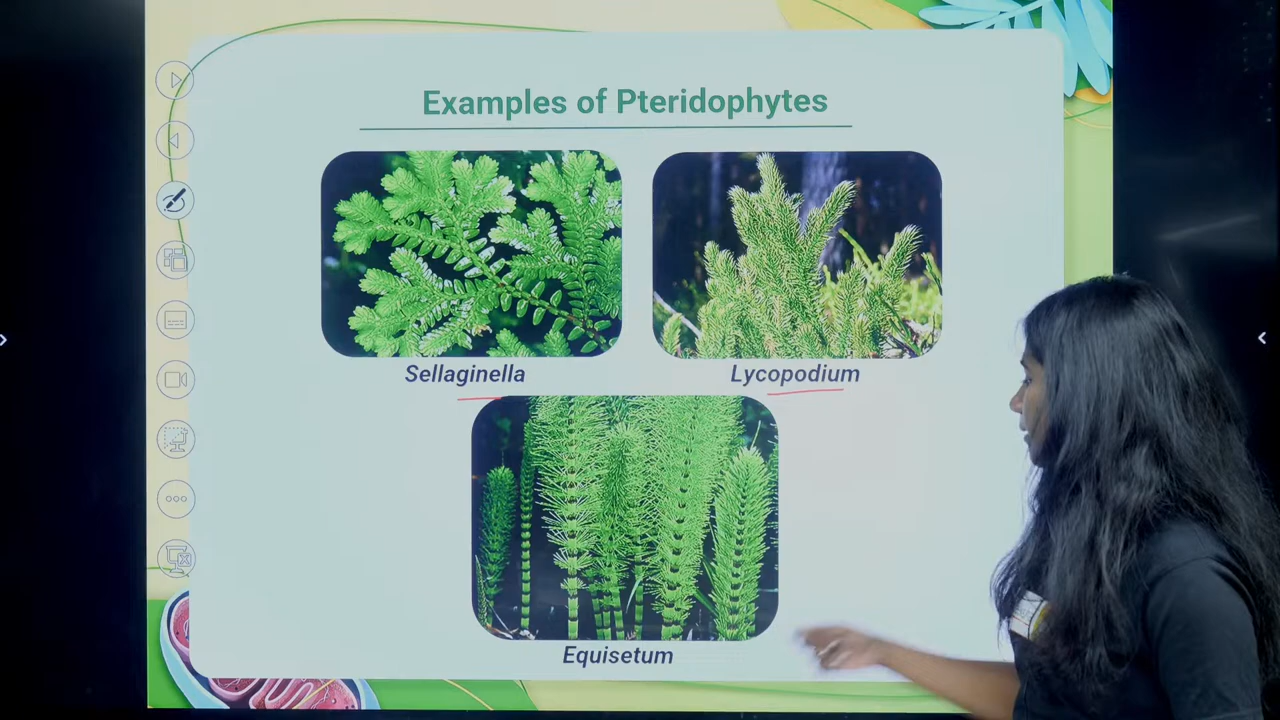 Examples of Pteridophytes
Sellaginella
Lycopodium
Equisetum